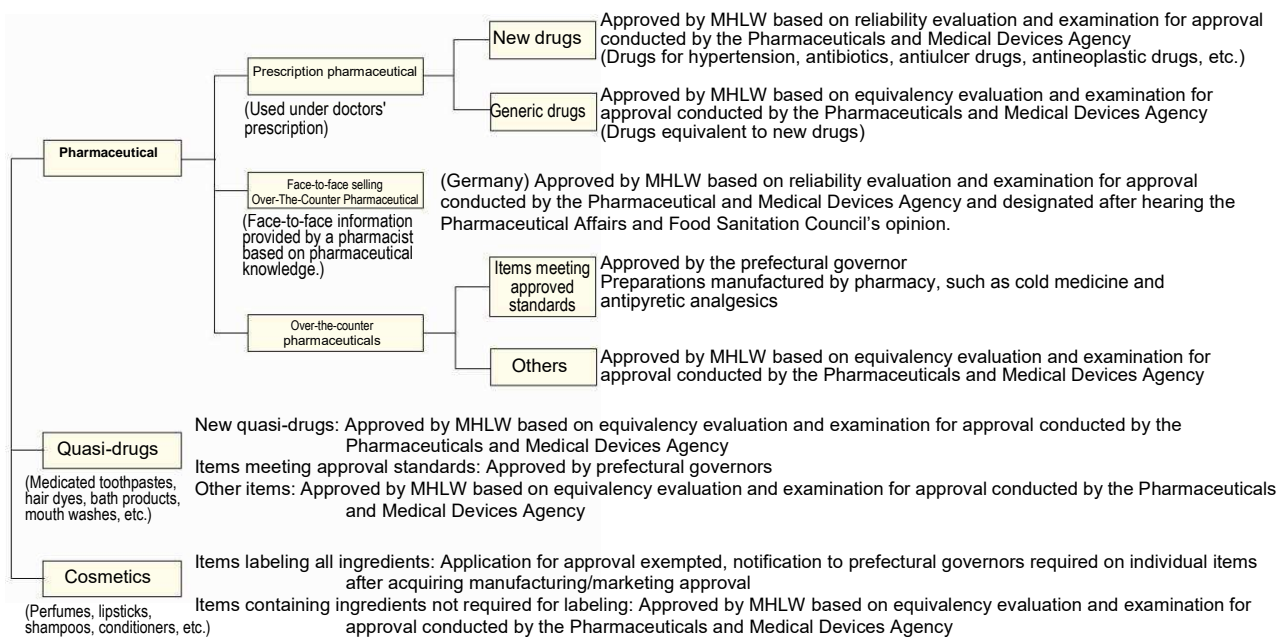 New drugs
Approved by MHLW based on reliability evaluation and examination for approval
conducted by the Pharmaceuticals and Medical Devices Agency
(Drugs for hypertension, antibiotics, antiulcer drugs, antineoplastic drugs, etc.)
Prescription pharmaceutical
(Used under doctors'
prescription)
Generic drugs
Approved by MHLW based on equivalency evaluation and examination for
approval conducted by the Pharmaceuticals and Medical Devices Agency
(Drugs equivalent to new drugs)
Pharmaceutical
Face-to-face selling
Over-The-Counter Pharmaceutical
(Face-to-face information
provided by a pharmacist
based on pharmaceutical
knowledge.)
(Germany) Approved by MHLW based on reliability evaluation and examination for approval
conducted by the Pharmaceutical and Medical Devices Agency and designated after hearing the
Pharmaceutical Affairs and Food Sanitation Council’s opinion.
Items meeting
approved
standards
Approved by the prefectural governor
Preparations manufactured by pharmacy, such as cold medicine and
antipyretic analgesics
Over-the-counter
pharmaceuticals
Others
Approved by MHLW based on equivalency evaluation and examination for
approval conducted by the Pharmaceuticals and Medical Devices Agency
Quasi-drugs
(Medicated toothpastes,
hair dyes, bath products,
mouth washes, etc.)
New quasi-drugs: Approved by MHLW based on equivalency evaluation and examination for approval conducted by the
Pharmaceuticals and Medical Devices Agency
Items meeting approval standards: Approved by prefectural governors
Other items: Approved by MHLW based on equivalency evaluation and examination for approval conducted by the Pharmaceuticals
and Medical Devices Agency
Cosmetics
(Perfumes, lipsticks,
shampoos, conditioners, etc.)
Items labeling all ingredients: Application for approval exempted, notification to prefectural governors required on individual items
after acquiring manufacturing/marketing approval
Items containing ingredients not required for labeling: Approved by MHLW based on equivalency evaluation and examination for
approval conducted by the Pharmaceuticals and Medical Devices Agency